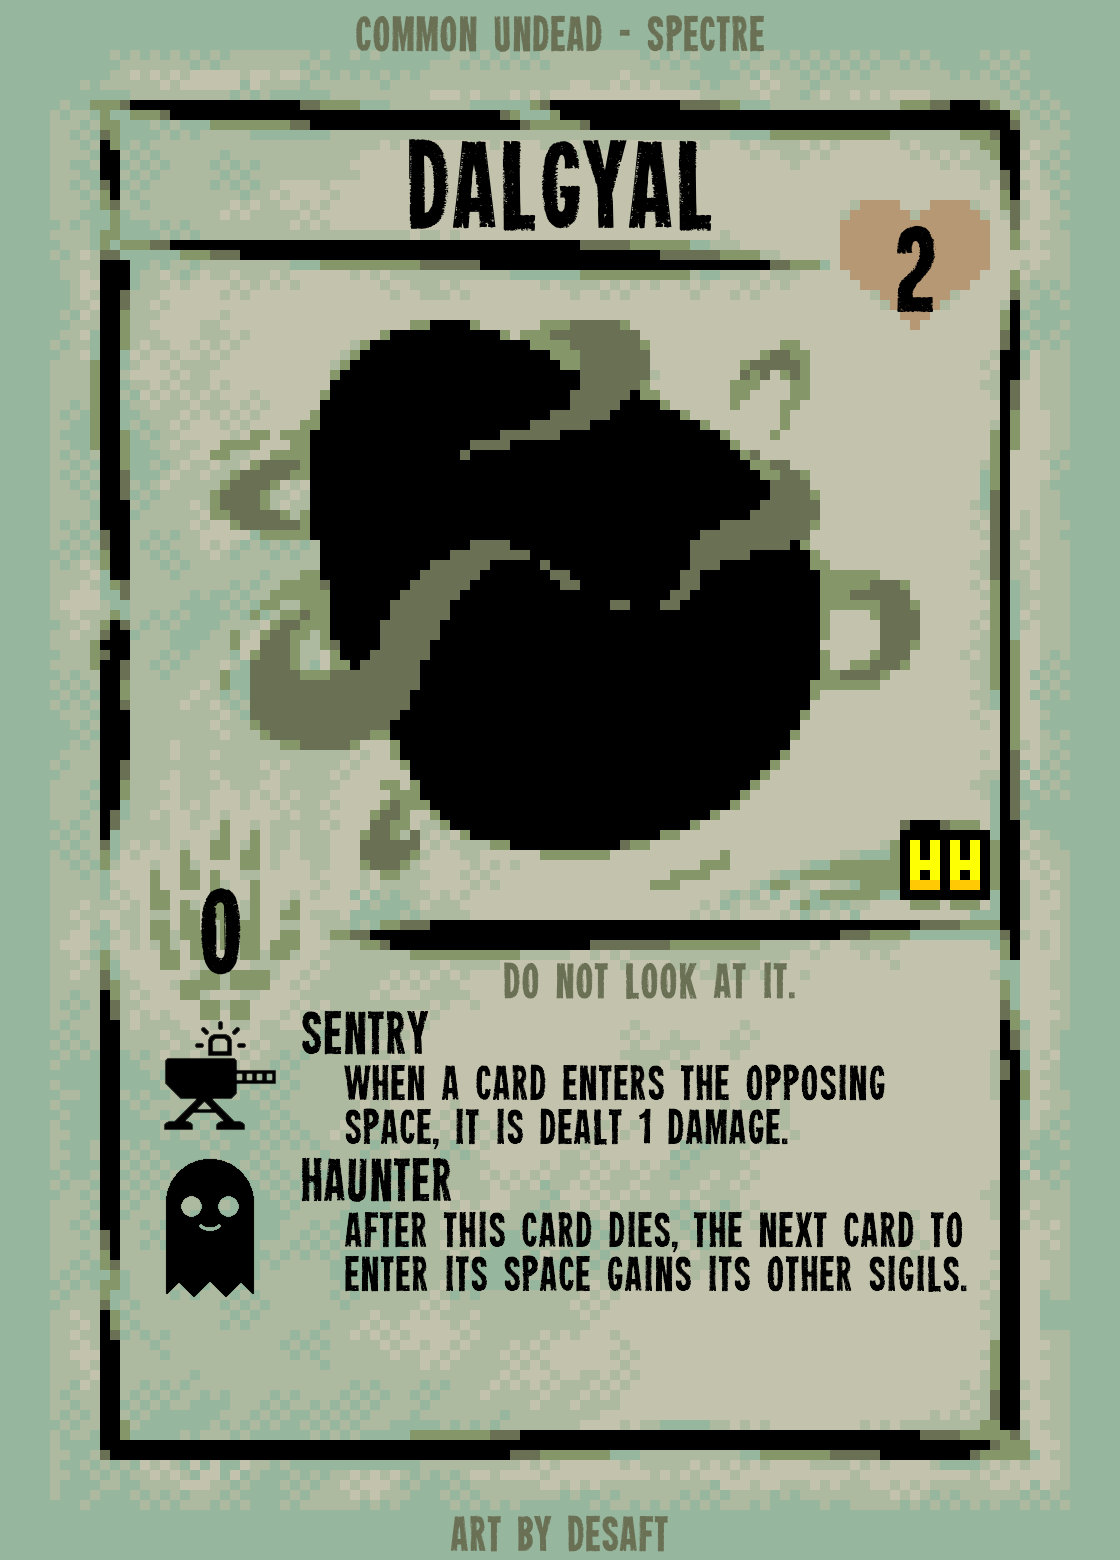 COMMON UNDEAD - SPECTRE
DALGYAL
2
0
DO NOT LOOK AT IT.
SENTRY
WHEN A CARD ENTERS THE OPPOSING
SPACE, IT IS DEALT 1 DAMAGE.
HAUNTER
AFTER THIS CARD DIES, THE NEXT CARD TO
ENTER ITS SPACE GAINS ITS OTHER SIGILS.
ART BY DESAFT